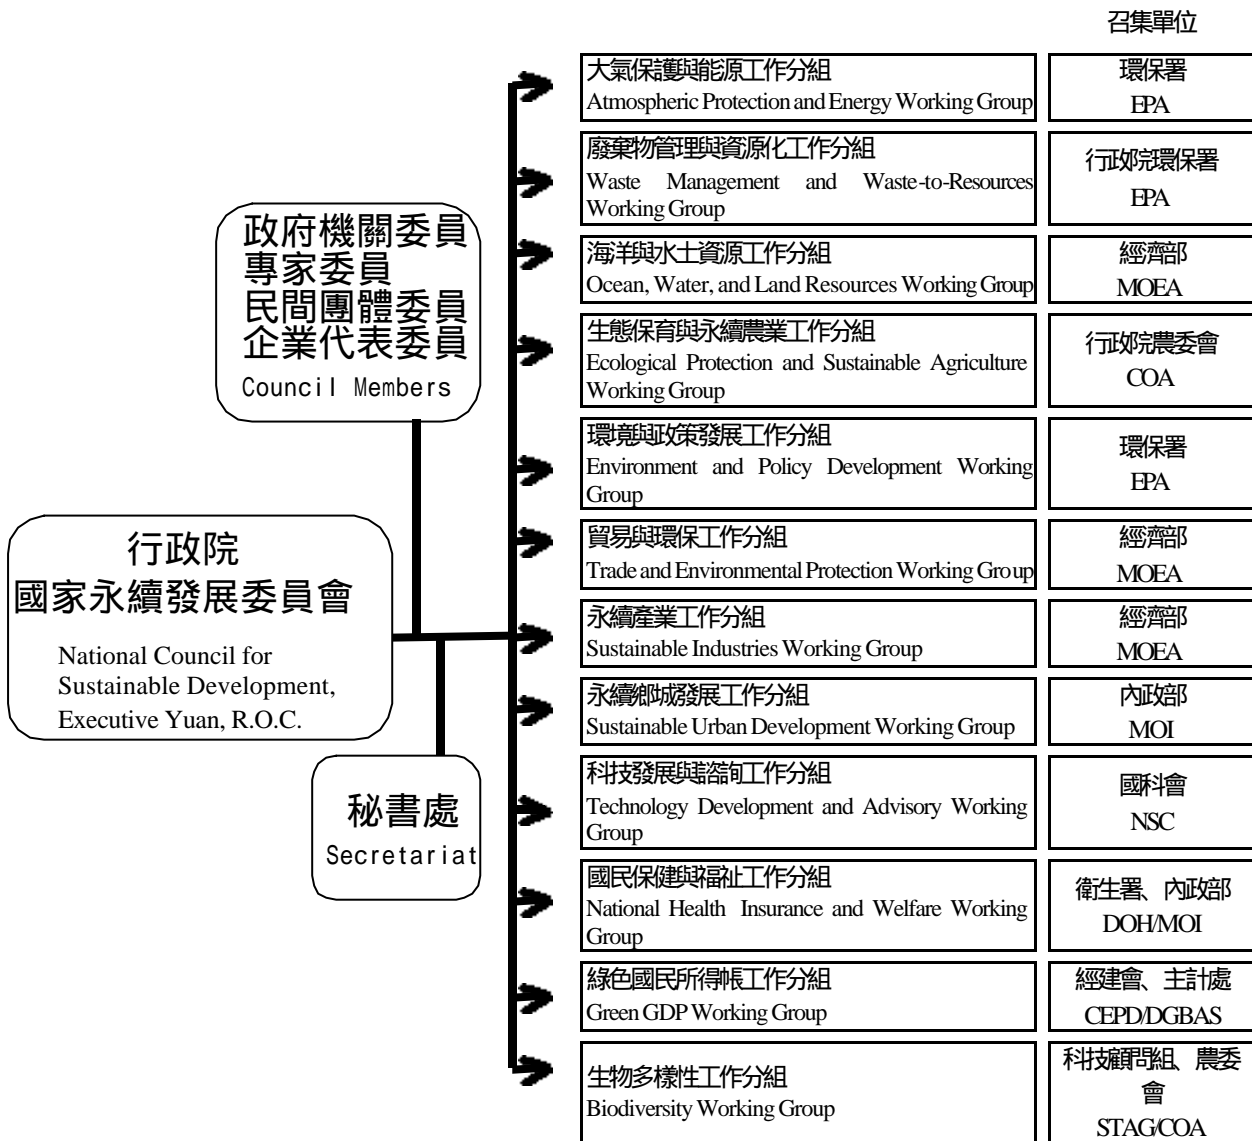 召集單位
大氣保護與能源工作分組
Atmospheric Protection and Energy Working Group
環保署
EPA
廢棄物管理與資源化工作分組
Waste Management and Waste-to-Resources
Working Group
行政院環保署
EPA
政府機關委員
專家委員
民間團體委員
企業代表委員
Council Members
海洋與水土資源工作分組
Ocean, Water, and Land Resources Working Group
經濟部
MOEA
生態保育與永續農業工作分組
Ecological Protection and Sustainable Agriculture
Working Group
行政院農委會
COA
環境與政策發展工作分組
Environment and Policy Development Working
Group
環保署
EPA
行政院
國家永續發展委員會
National Council for
Sustainable Development,
Executive Yuan, R.O.C.
貿易與環保工作分組
Trade and Environmental Protection Working Group
經濟部
MOEA
永續產業工作分組
Sustainable Industries Working Group
經濟部
MOEA
永續鄉城發展工作分組
Sustainable Urban Development Working Group
內政部
MOI
秘書處
Secretariat
科技發展與諮詢工作分組
Technology Development and Advisory Working
Group
國科會
NSC
國民保健與福祉工作分組
National Health Insurance and Welfare Working
Group
衛生署、內政部
DOH/MOI
綠色國民所得帳工作分組
Green GDP Working Group
經建會、主計處
CEPD/DGBAS
生物多樣性工作分組
Biodiversity Working Group
科技顧問組、農委
會
STAG/COA